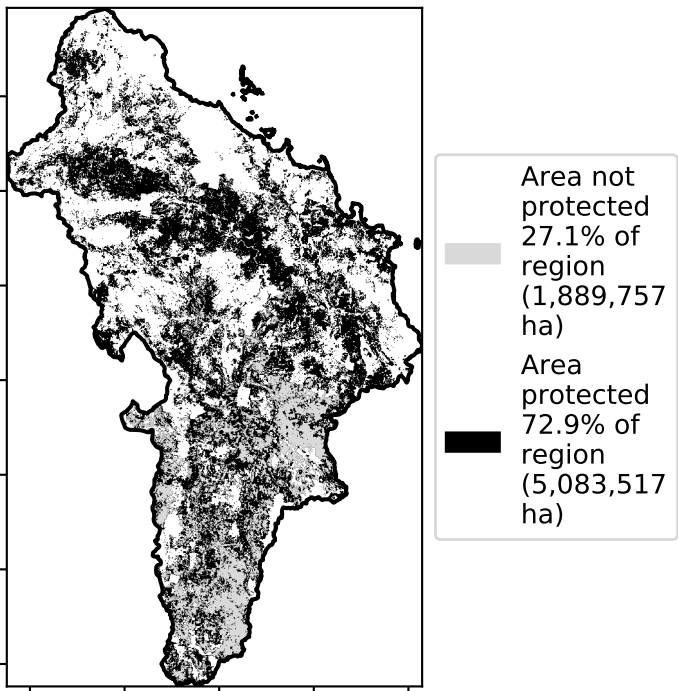 Area not
protected
27.1% of
region
(1,889,757
ha)
Area
protected
72.9% of
region
(5,083,517
ha)